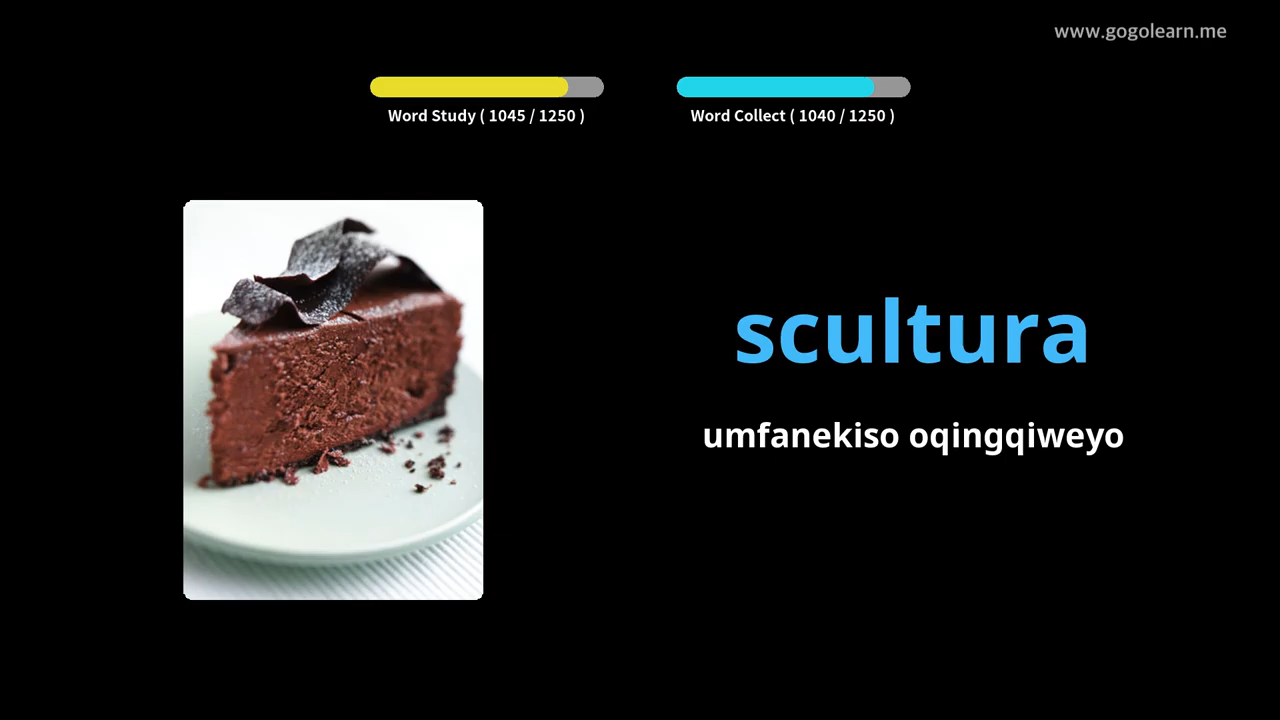 www.gogolearn.me
Word Study ( 1045 / 1250 )
Word Collect ( 1040 / 1250 )
scultura
umfanekiso oqingqiweyo